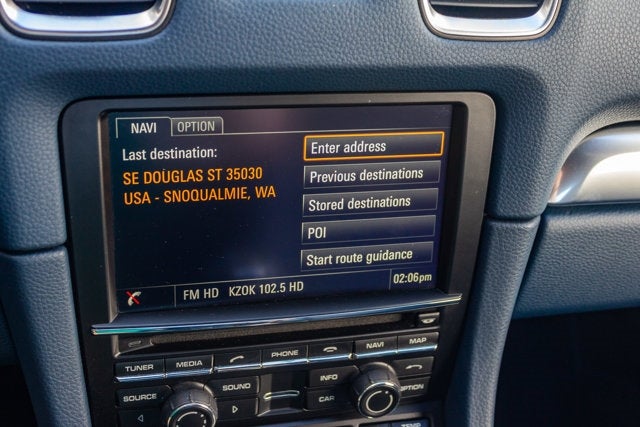 NAVI OPTION
Last destination:
SE DOUGLAS ST 35030
USA - SNOQUALMIE, WA
Enter address
Previous destinations
Stored destinations
POI
Start route guidance
FM HD KZOK 102.5 HD 02:06pm
TUNER MEDIA PHONE NAVI MAP
SOURCE SOUND INFO CAR OPTION
TEMP